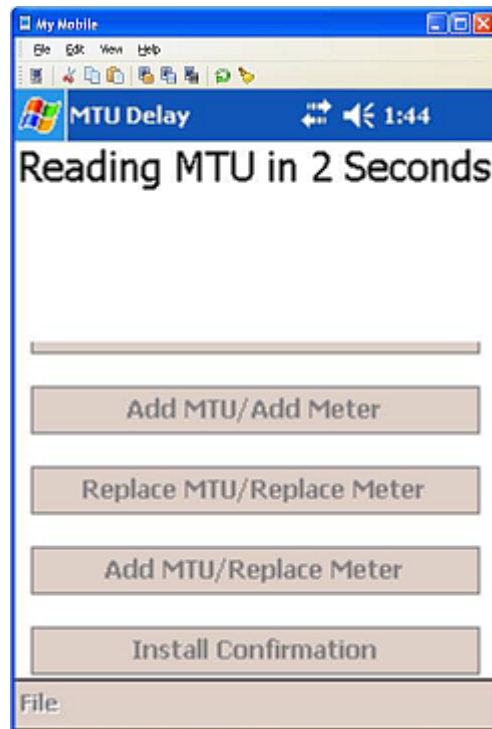 My Mobile
File Edit View Help
MTU Delay 1:44
Reading MTU in 2 Seconds
Add MTU/Add Meter
Replace MTU/Replace Meter
Add MTU/Replace Meter
Install Confirmation
File